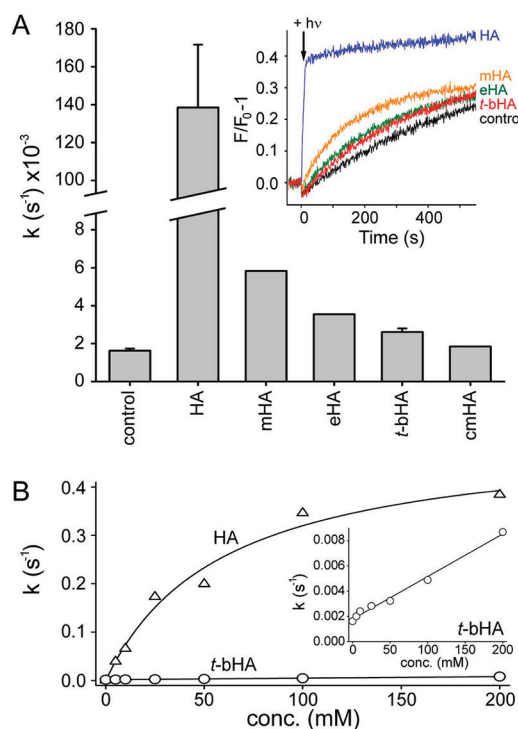 A
k (s⁻¹) x10⁻³
180
160
140
120
100
8
6
4
2
0
control
HA
mHA
eHA
t-bHA
cmHA
+ hν
F/F₀-1
0.4
0.3
0.2
0.1
0.0
0 200 400
Time (s)
HA
mHA
eHA
t-bHA
control
B
k (s⁻¹)
0.4
0.3
0.2
0.1
0.0
0 50 100 150 200
conc. (mM)
HA
t-bHA
k (s⁻¹)
0.008
0.006
0.004
0.002
0.000
0 50 100 150 200
conc. (mM)
t-bHA